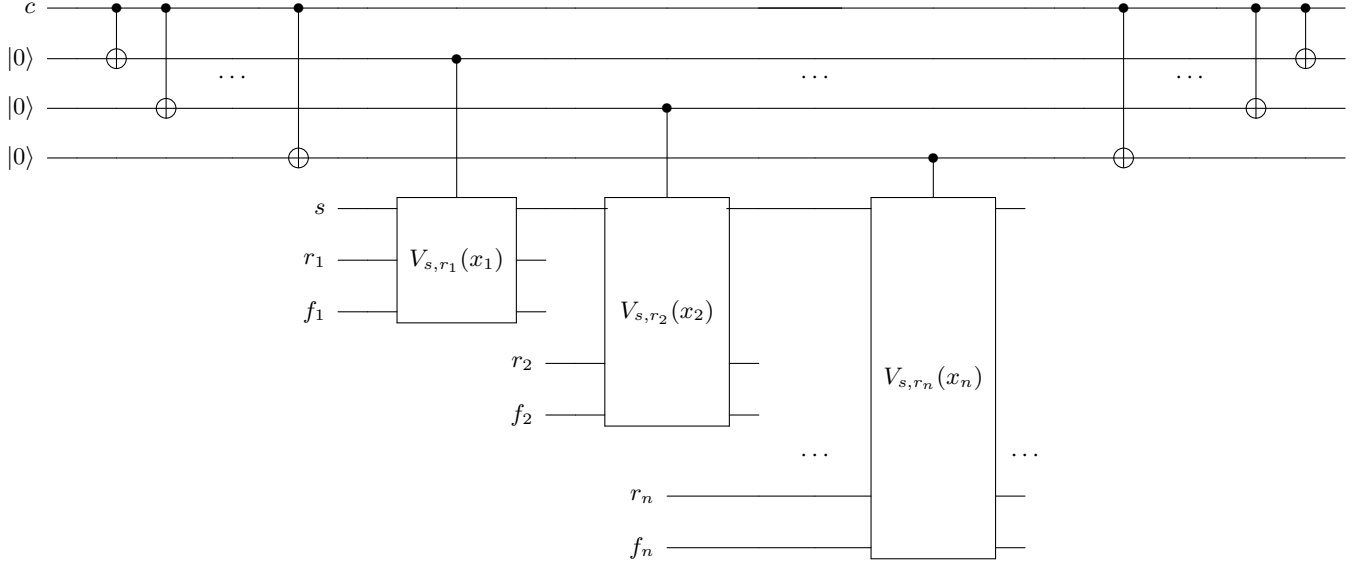 c
|0⟩
… … …
|0⟩
|0⟩
s
r₁ V_{s,r₁}(x₁)
f₁ V_{s,r₂}(x₂)
r₂ V_{s,rₙ}(xₙ)
f₂
… …
rₙ
fₙ